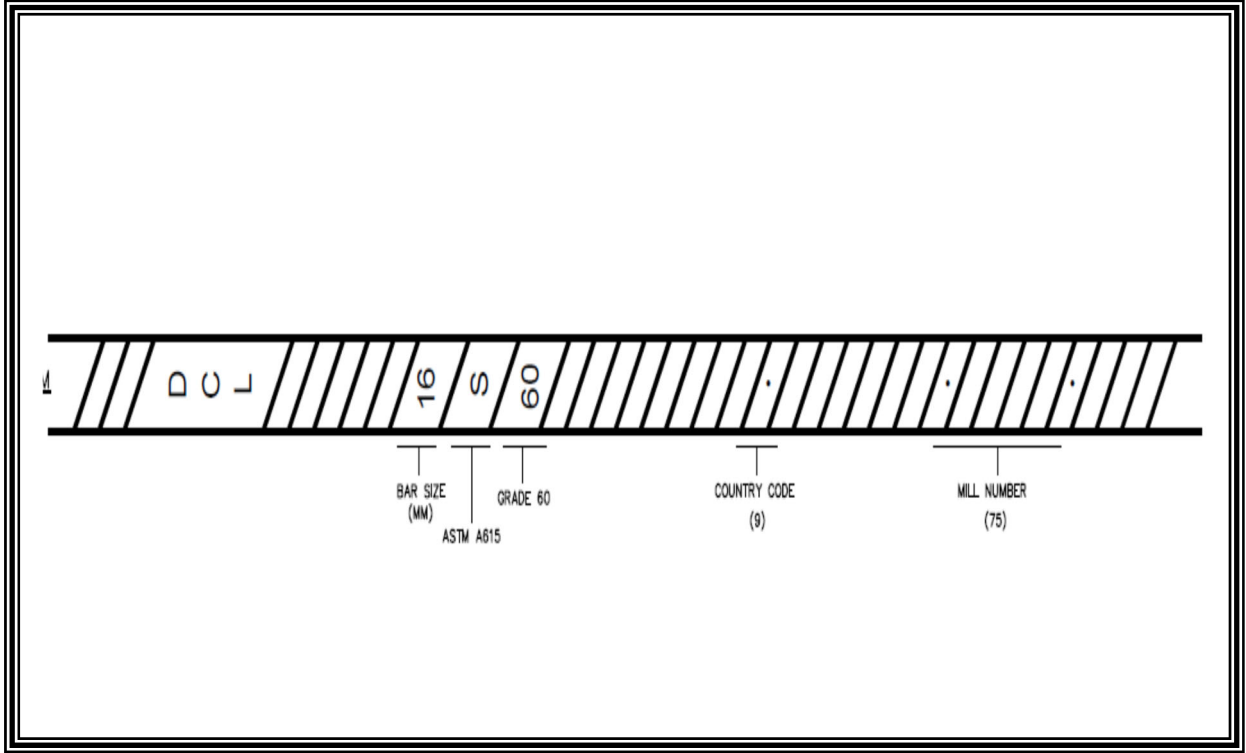 D C L 16 S 60
BAR SIZE
(MM)
ASTM A615
GRADE 60
COUNTRY CODE
(9)
MILL NUMBER
(75)